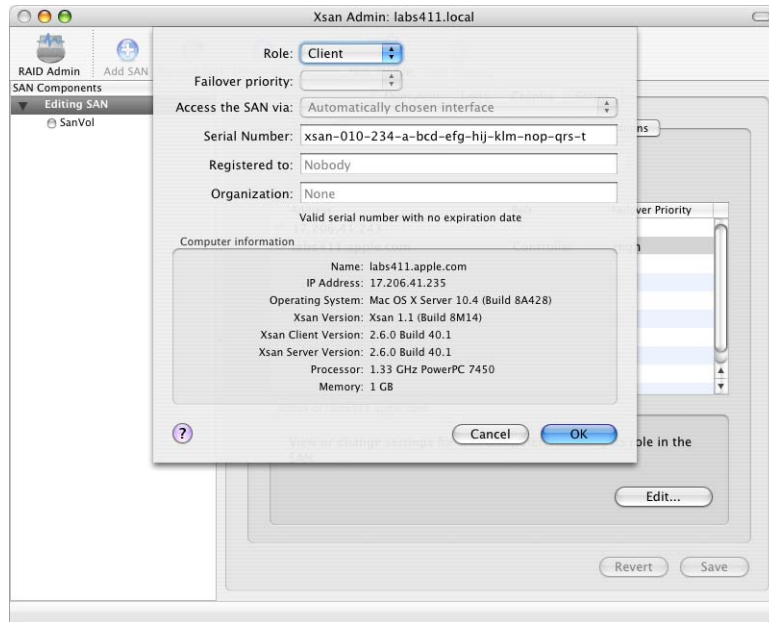 Xsan Admin: labs411.local
RAID Admin
Add SAN
SAN Components
Editing SAN
SanVol
Role: Client
Failover priority:
Access the SAN via: Automatically chosen interface
Serial Number: xsan-010-234-a-bcd-efg-hij-klm-nop-qrs-t
Registered to: Nobody
Organization: None
Valid serial number with no expiration date
Computer information
Name: labs411.apple.com
IP Address: 17.206.41.235
Operating System: Mac OS X Server 10.4 (Build 8A428)
Xsan Version: Xsan 1.1 (Build 8M14)
Xsan Client Version: 2.6.0 Build 40.1
Xsan Server Version: 2.6.0 Build 40.1
Processor: 1.33 GHz PowerPC 7450
Memory: 1 GB
?
Cancel
OK
ns
ver Priority
role in the
Edit...
Revert
Save